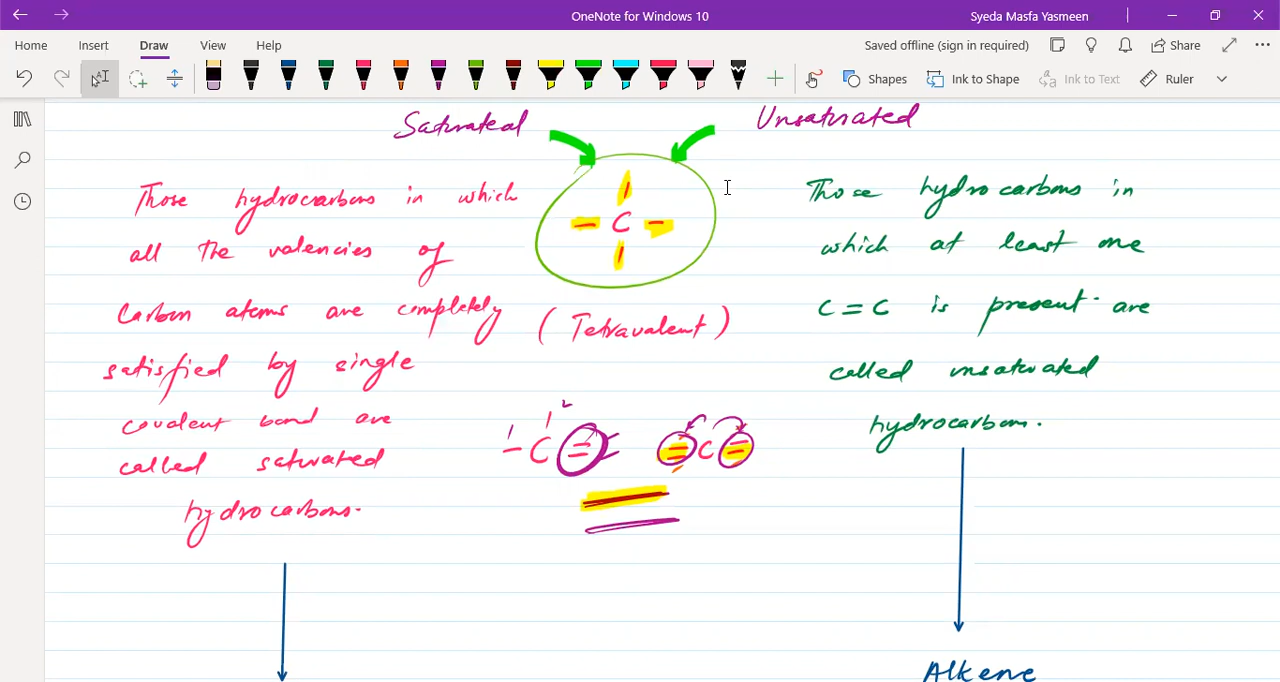 OneNote for Windows 10
Syeda Masfa Yasmeen
Home Insert Draw View Help
Saved offline (sign in required)
Share
Shapes
Ink to Shape
Ink to Text
Ruler
Saturated
Those hydrocarbons in which
all the valencies of
Carbon atoms are completely
satisfied by single
covalent bond are
called saturated
hydrocarbons.
C
(Tetravalent)
1 2
– C =
= C =
Unsaturated
Those hydrocarbons in
which at least one
C = C is present are
called unsaturated
hydrocarbon.
Alkene